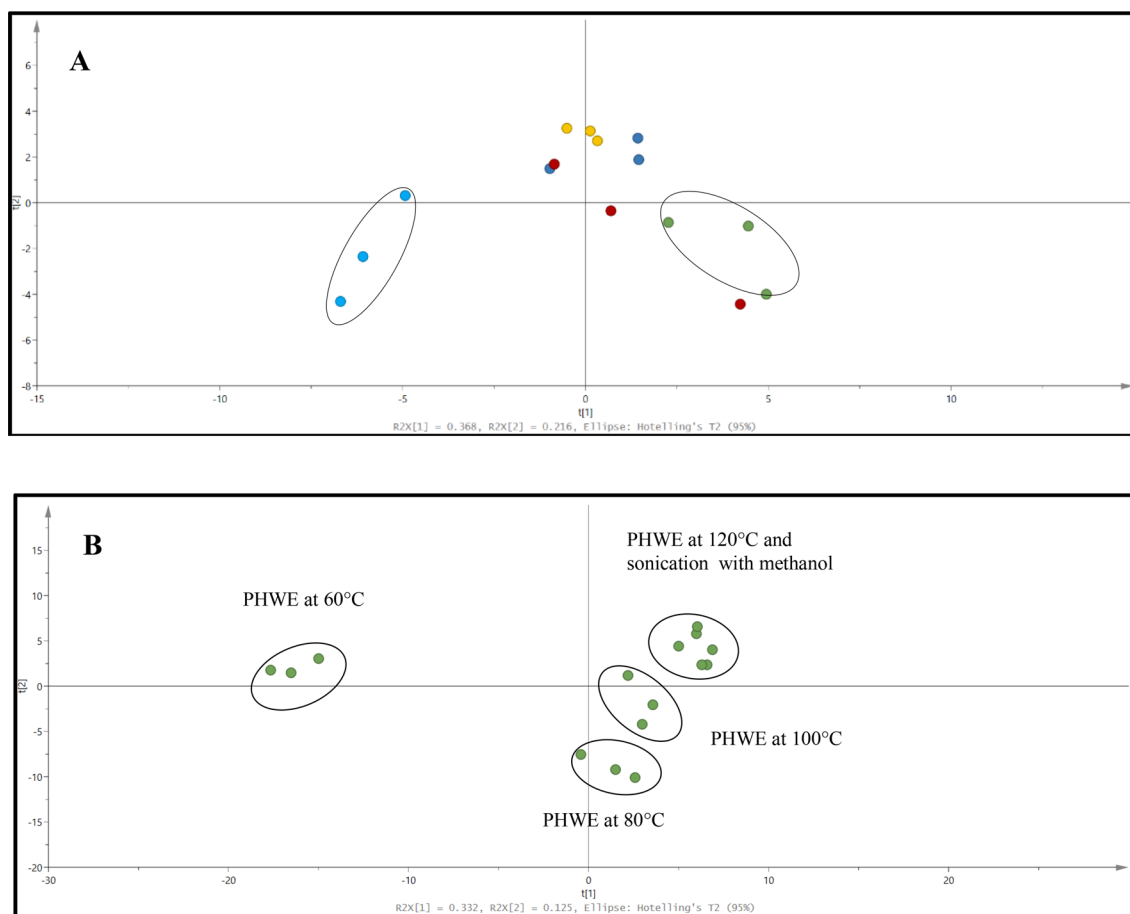 A
6
4
2
0
-2
-4
-6
-8
t[2]
-15
-10
-5
0
5
10
t[1]
R2X[1] = 0.368, R2X[2] = 0.216, Ellipse: Hotelling's T2 (95%)
B
PHWE at 120°C and
sonication with methanol
PHWE at 60°C
PHWE at 100°C
PHWE at 80°C
15
10
5
0
-5
-10
-15
-20
t[2]
-30
-20
-10
0
10
20
t[1]
R2X[1] = 0.332, R2X[2] = 0.125, Ellipse: Hotelling's T2 (95%)